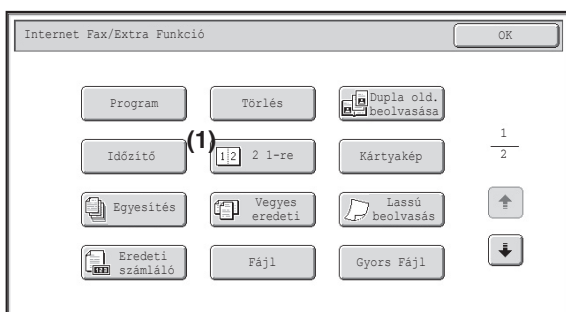 Internet Fax/Extra Funkció
OK
Program
Törlés
Dupla old.
beolvasása
Időzítő
(1)
1 2
2 1-re
Kártyakép
1
2
Egyesítés
Vegyes
eredeti
Lassú
beolvasás
Eredeti
számláló
123
Fájl
Gyors Fájl